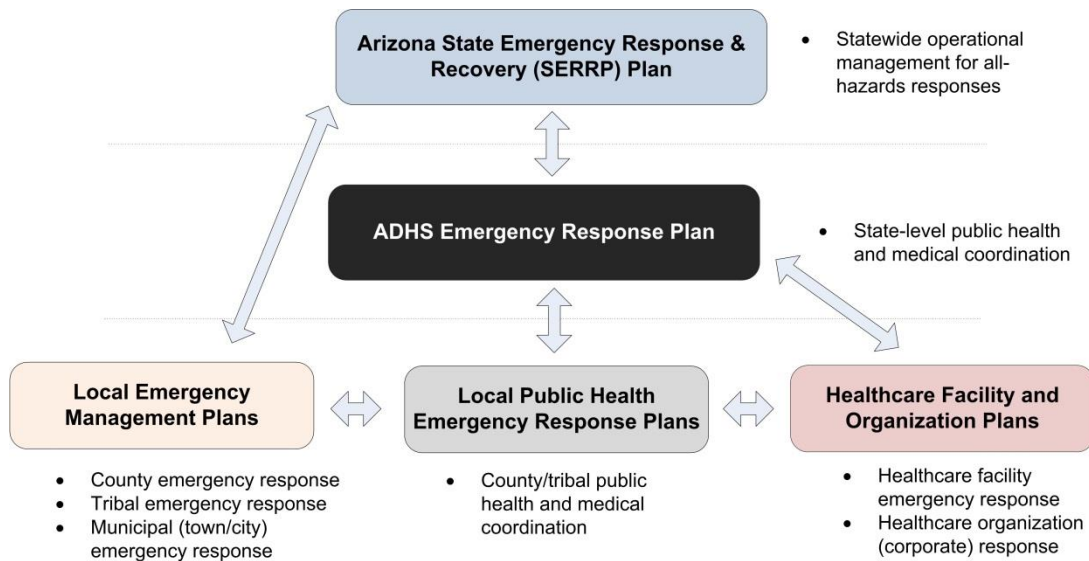 Arizona State Emergency Response &
Recovery (SERRP) Plan
• Statewide operational
management for all-
hazards responses
ADHS Emergency Response Plan
• State-level public health
and medical coordination
Local Emergency
Management Plans
• County emergency response
• Tribal emergency response
• Municipal (town/city)
emergency response
Local Public Health
Emergency Response Plans
• County/tribal public
health and medical
coordination
Healthcare Facility and
Organization Plans
• Healthcare facility
emergency response
• Healthcare organization
(corporate) response